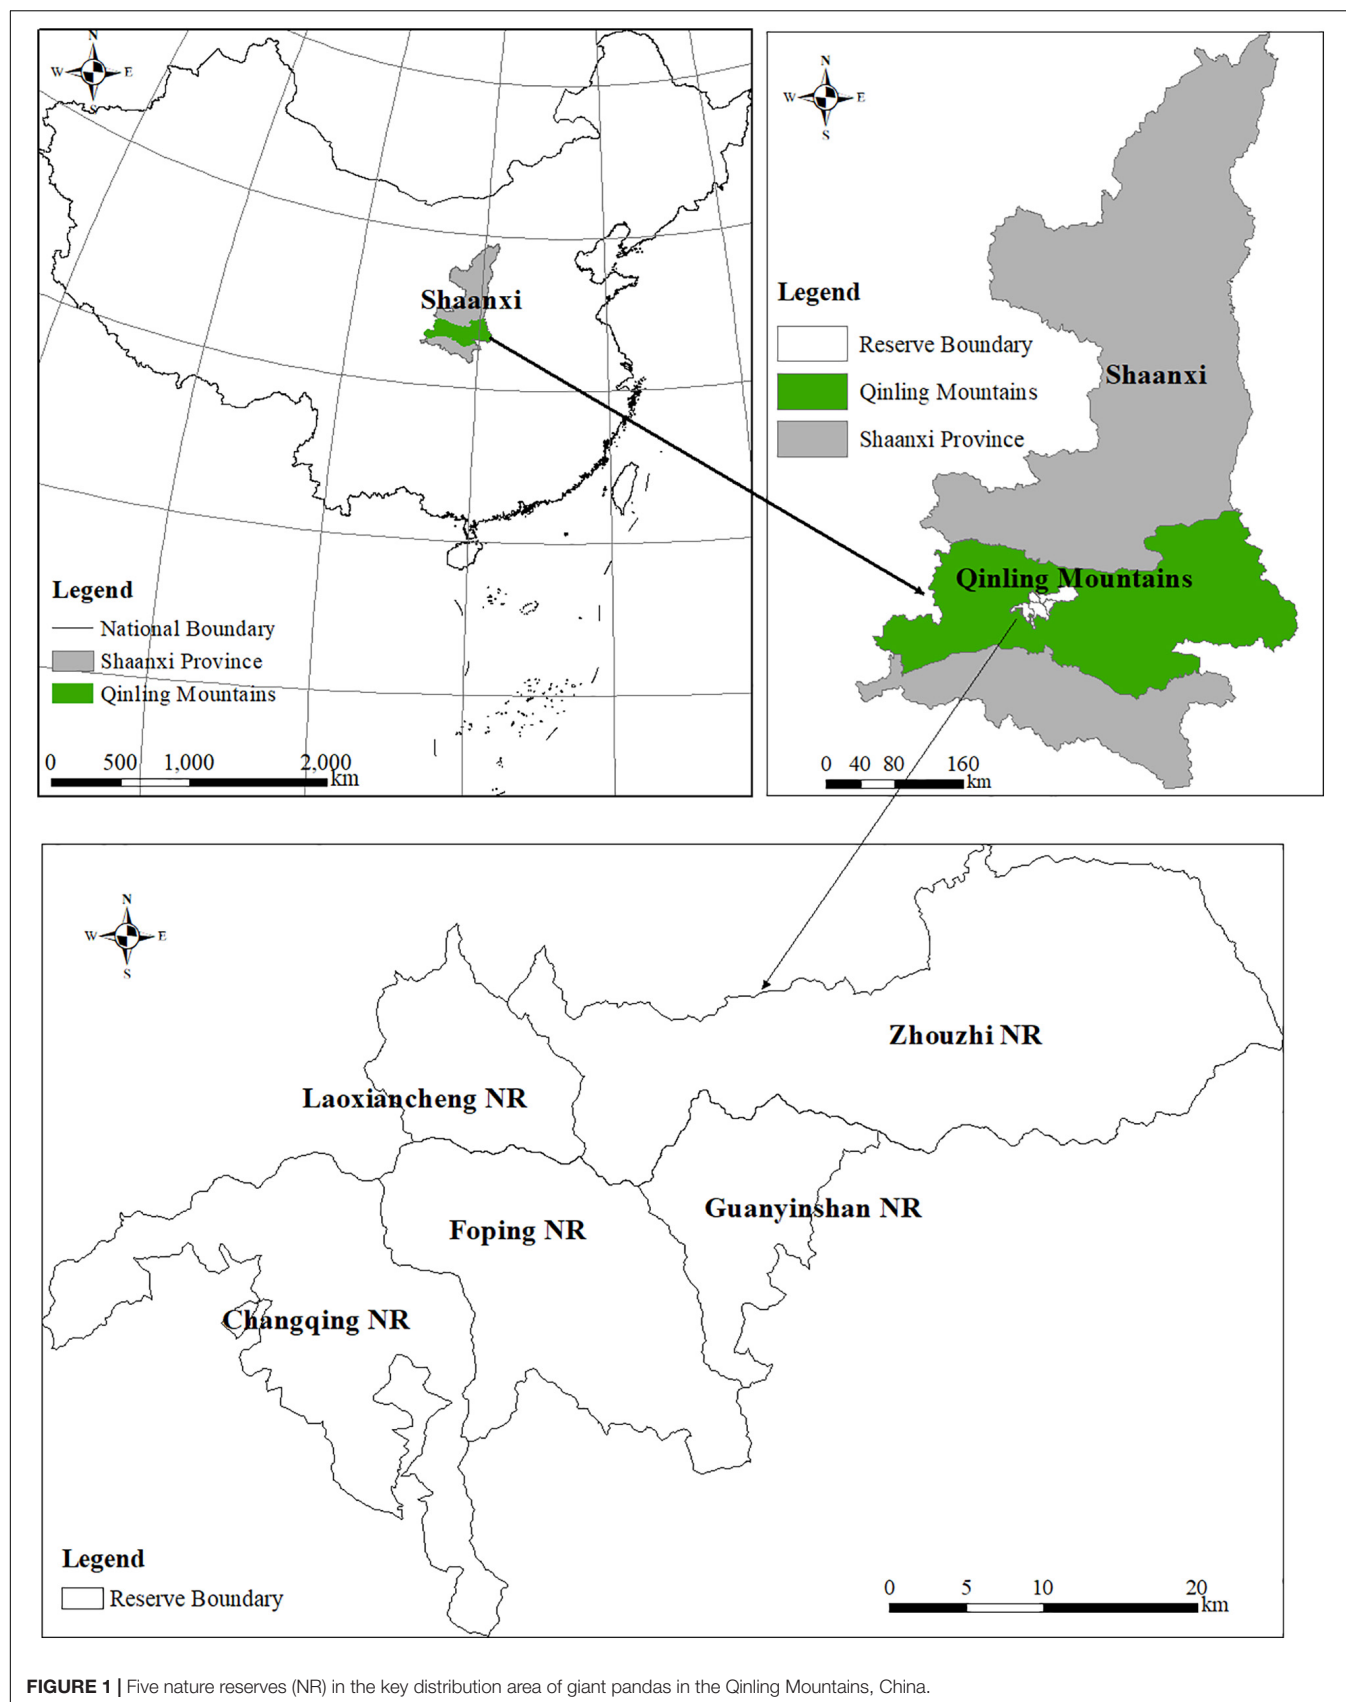 N
W E
S
Shaanxi
Legend
National Boundary
Shaanxi Province
Qinling Mountains
0 500 1,000 2,000
km
N
W E
S
Legend
Reserve Boundary
Qinling Mountains
Shaanxi Province
Shaanxi
Qinling Mountains
0 40 80 160
km
N
W E
S
Zhouzhi NR
Laoxiancheng NR
Guanyinshan NR
Foping NR
Changqing NR
Legend
Reserve Boundary
0 5 10 20
km
FIGURE 1 | Five nature reserves (NR) in the key distribution area of giant pandas in the Qinling Mountains, China.